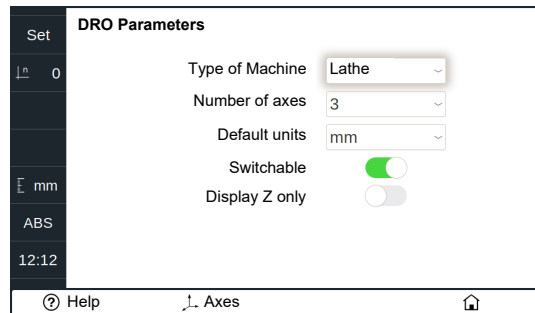 Set
n 0
mm
ABS
12:12
DRO Parameters
Type of Machine Lathe
Number of axes 3
Default units mm
Switchable
Display Z only
? Help Axes